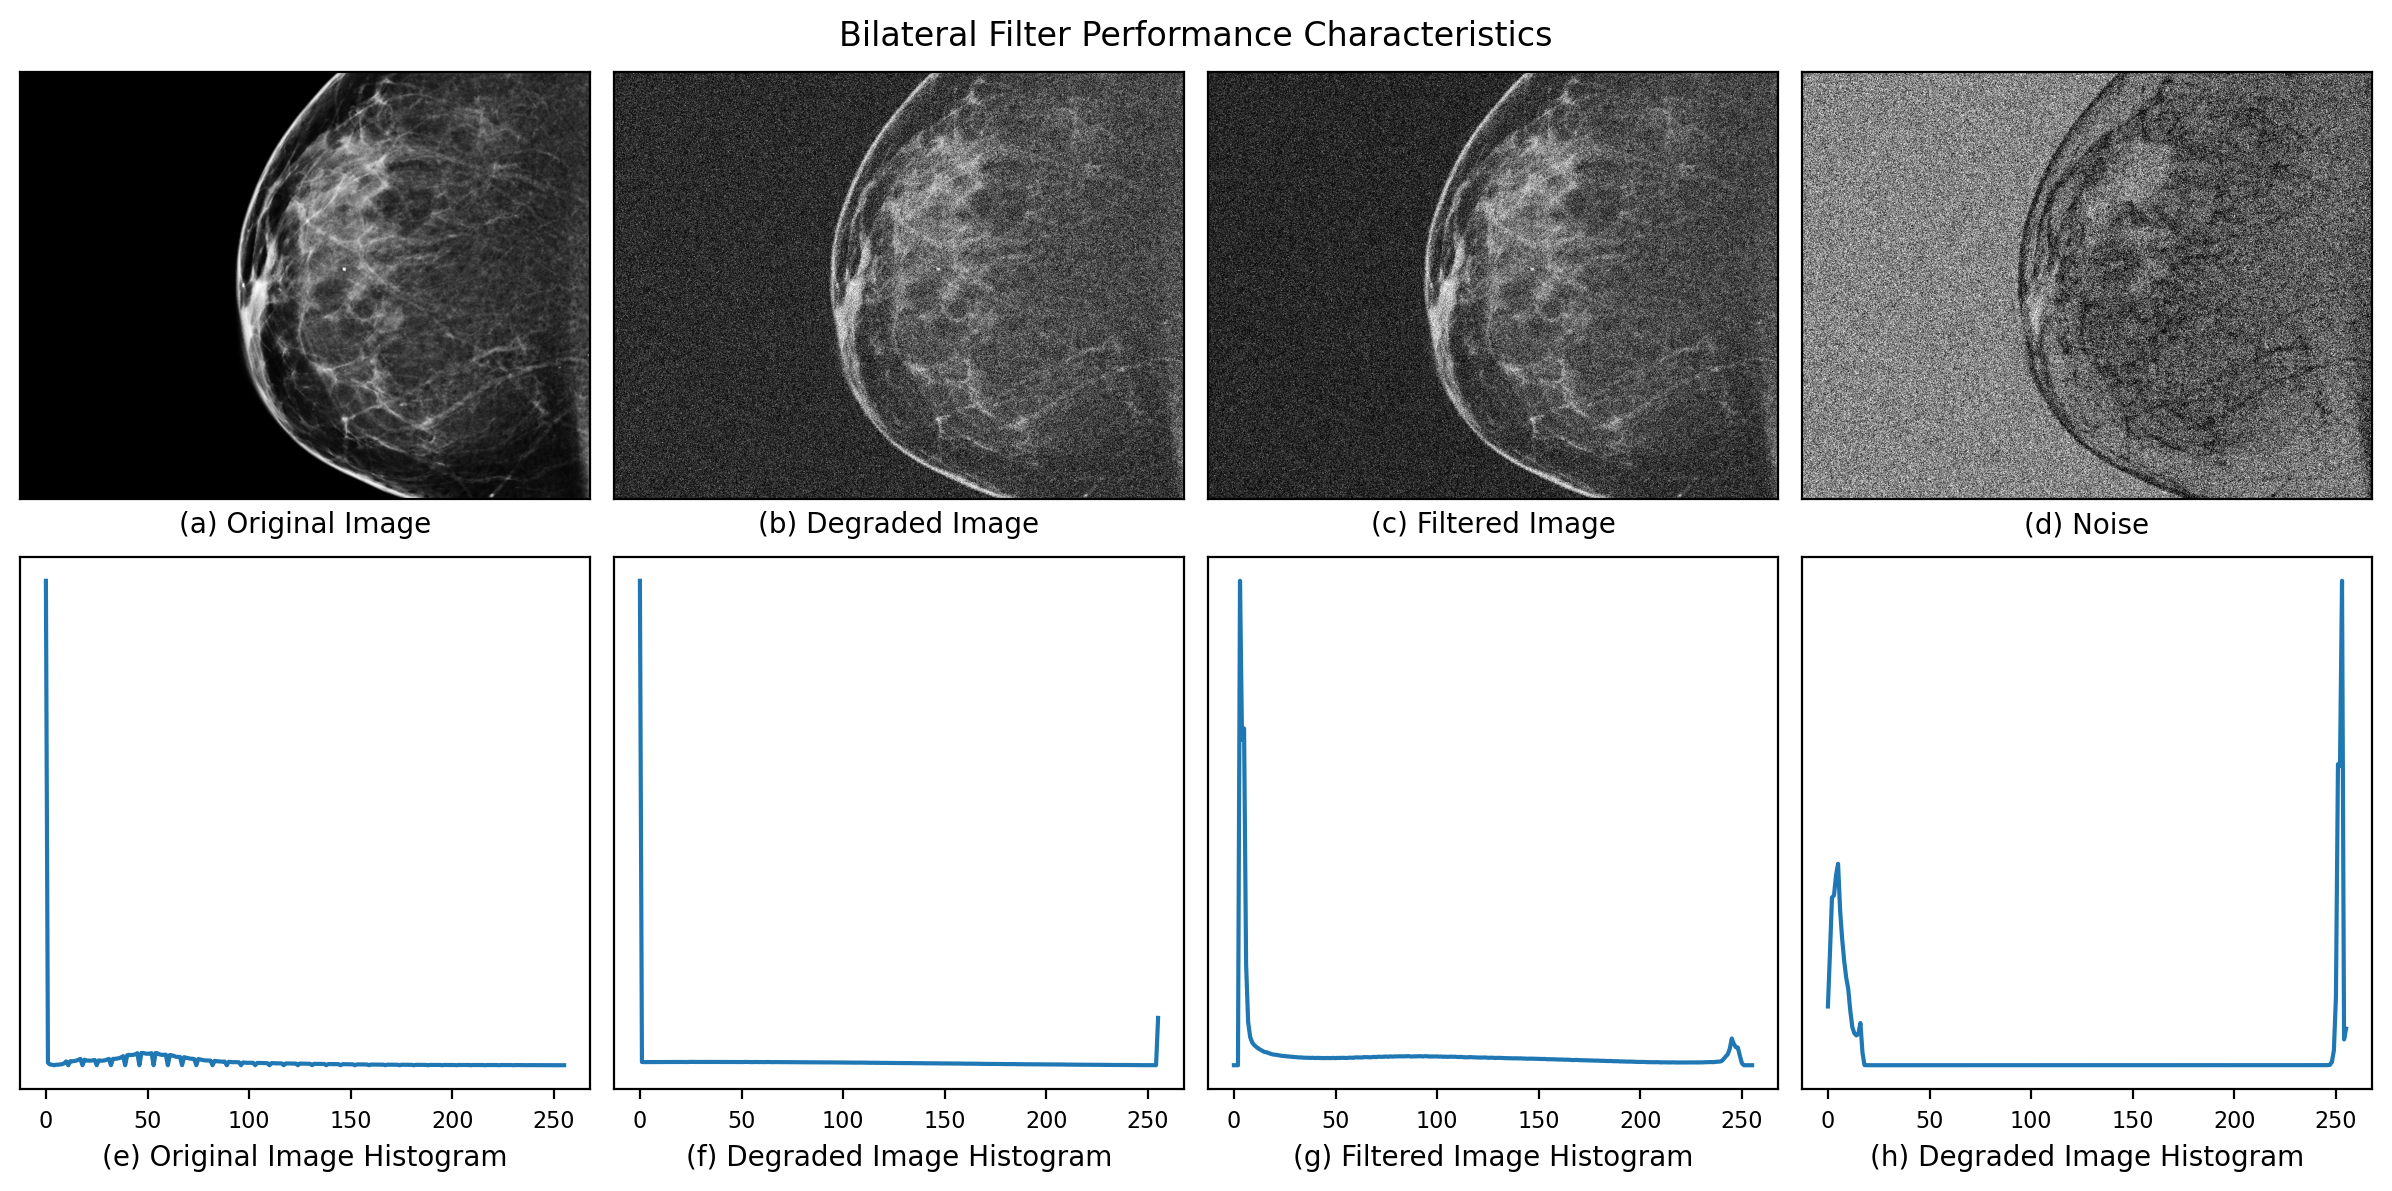 Bilateral Filter Performance Characteristics
(a) Original Image
(b) Degraded Image
(c) Filtered Image
(d) Noise
0 50 100 150 200 250
0 50 100 150 200 250
0 50 100 150 200 250
0 50 100 150 200 250
(e) Original Image Histogram
(f) Degraded Image Histogram
(g) Filtered Image Histogram
(h) Degraded Image Histogram